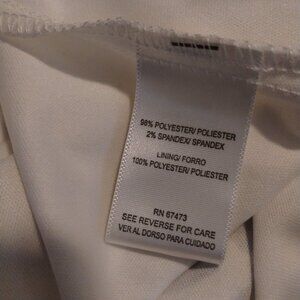 98% POLYESTER/ POLIESTER
2% SPANDEX/ SPANDEX
LINING/ FORRO
100% POLYESTER/ POLIESTER
RN 67473
SEE REVERSE FOR CARE
VER AL DORSO PARA CUIDADO